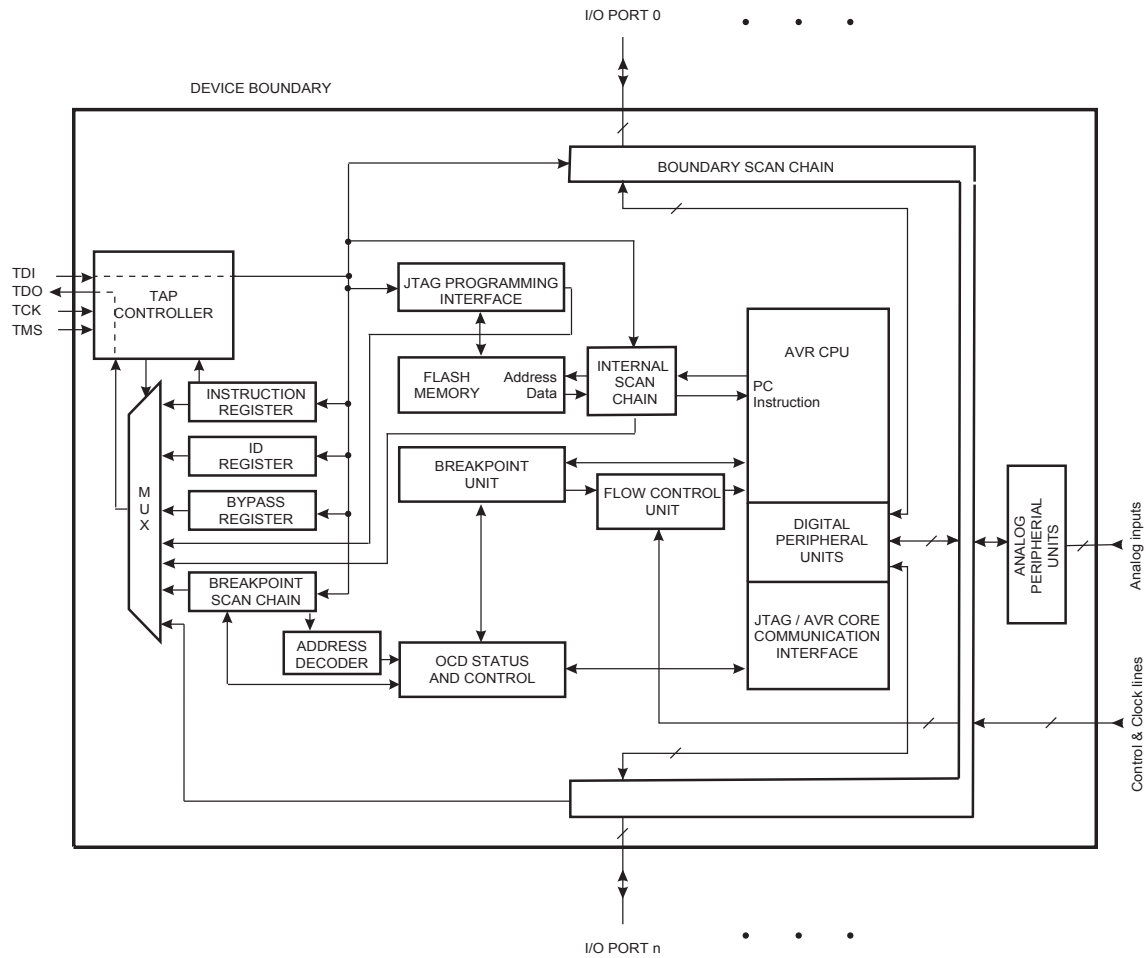 I/O PORT 0
DEVICE BOUNDARY
BOUNDARY SCAN CHAIN
TDI
TDO
TCK
TMS
TAP
CONTROLLER
JTAG PROGRAMMING
INTERFACE
AVR CPU
FLASH
MEMORY
Address
Data
INTERNAL
SCAN
CHAIN
PC
Instruction
INSTRUCTION
REGISTER
ID
REGISTER
BREAKPOINT
UNIT
FLOW CONTROL
UNIT
BYPASS
REGISTER
M
U
X
DIGITAL
PERIPHERAL
UNITS
ANALOG
PERIPHERIAL
UNITS
Analog inputs
BREAKPOINT
SCAN CHAIN
ADDRESS
DECODER
OCD STATUS
AND CONTROL
JTAG / AVR CORE
COMMUNICATION
INTERFACE
Control & Clock lines
I/O PORT n